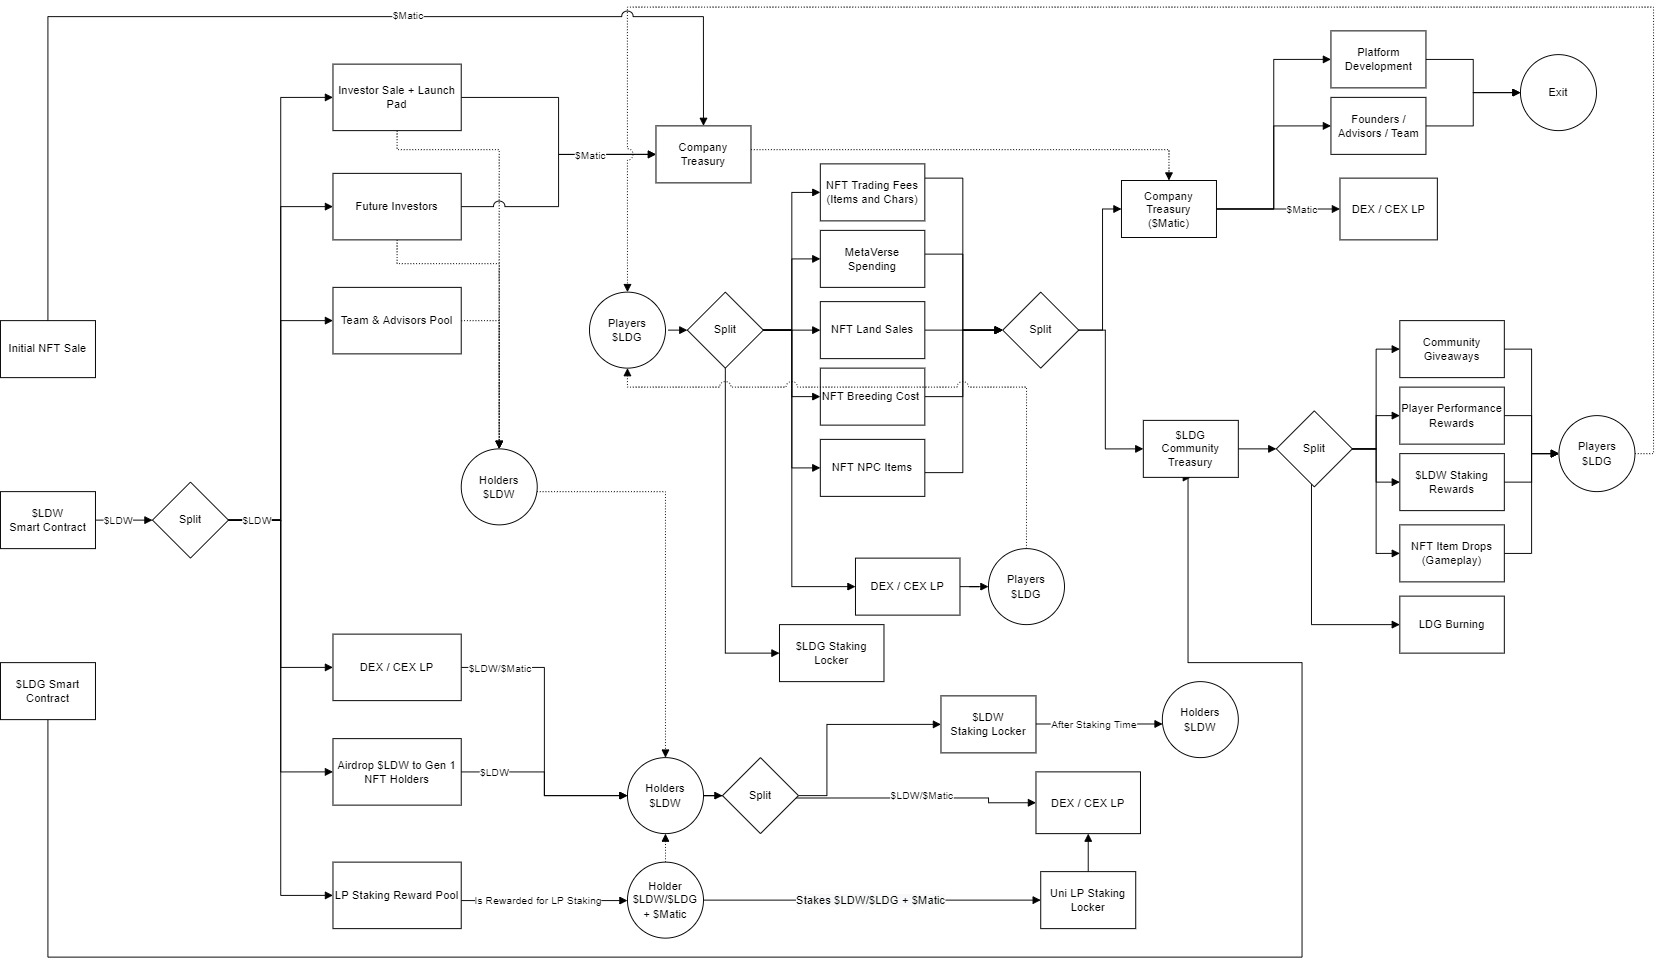 $Matic
Investor Sale + Launch
Pad
Future Investors
$Matic
Team & Advisors Pool
Initial NFT Sale
Company
Treasury
Platform
Development
Founders /
Advisors / Team
Exit
Company
Treasury
($Matic)
$Matic
DEX / CEX LP
NFT Trading Fees
(Items and Chars)
MetaVerse
Spending
Players
$LDG
Split
NFT Land Sales
NFT Breeding Cost
NFT NPC Items
Split
Holders
$LDW
$LDW
Smart Contract
$LDW
Split
$LDW
$LDG
Community
Treasury
Split
Community
Giveaways
Player Performance
Rewards
$LDW Staking
Rewards
NFT Item Drops
(Gameplay)
LDG Burning
Players
$LDG
DEX / CEX LP
Players
$LDG
$LDG Staking
Locker
$LDG Smart
Contract
DEX / CEX LP
$LDW/$Matic
Airdrop $LDW to Gen 1
NFT Holders
$LDW
LP Staking Reward Pool
Is Rewarded for LP Staking
Holders
$LDW
Split
$LDW
Staking Locker
After Staking Time
Holders
$LDW
$LDW/$Matic
DEX / CEX LP
Holder
$LDW/$LDG
+ $Matic
Stakes $LDW/$LDG + $Matic
Uni LP Staking
Locker